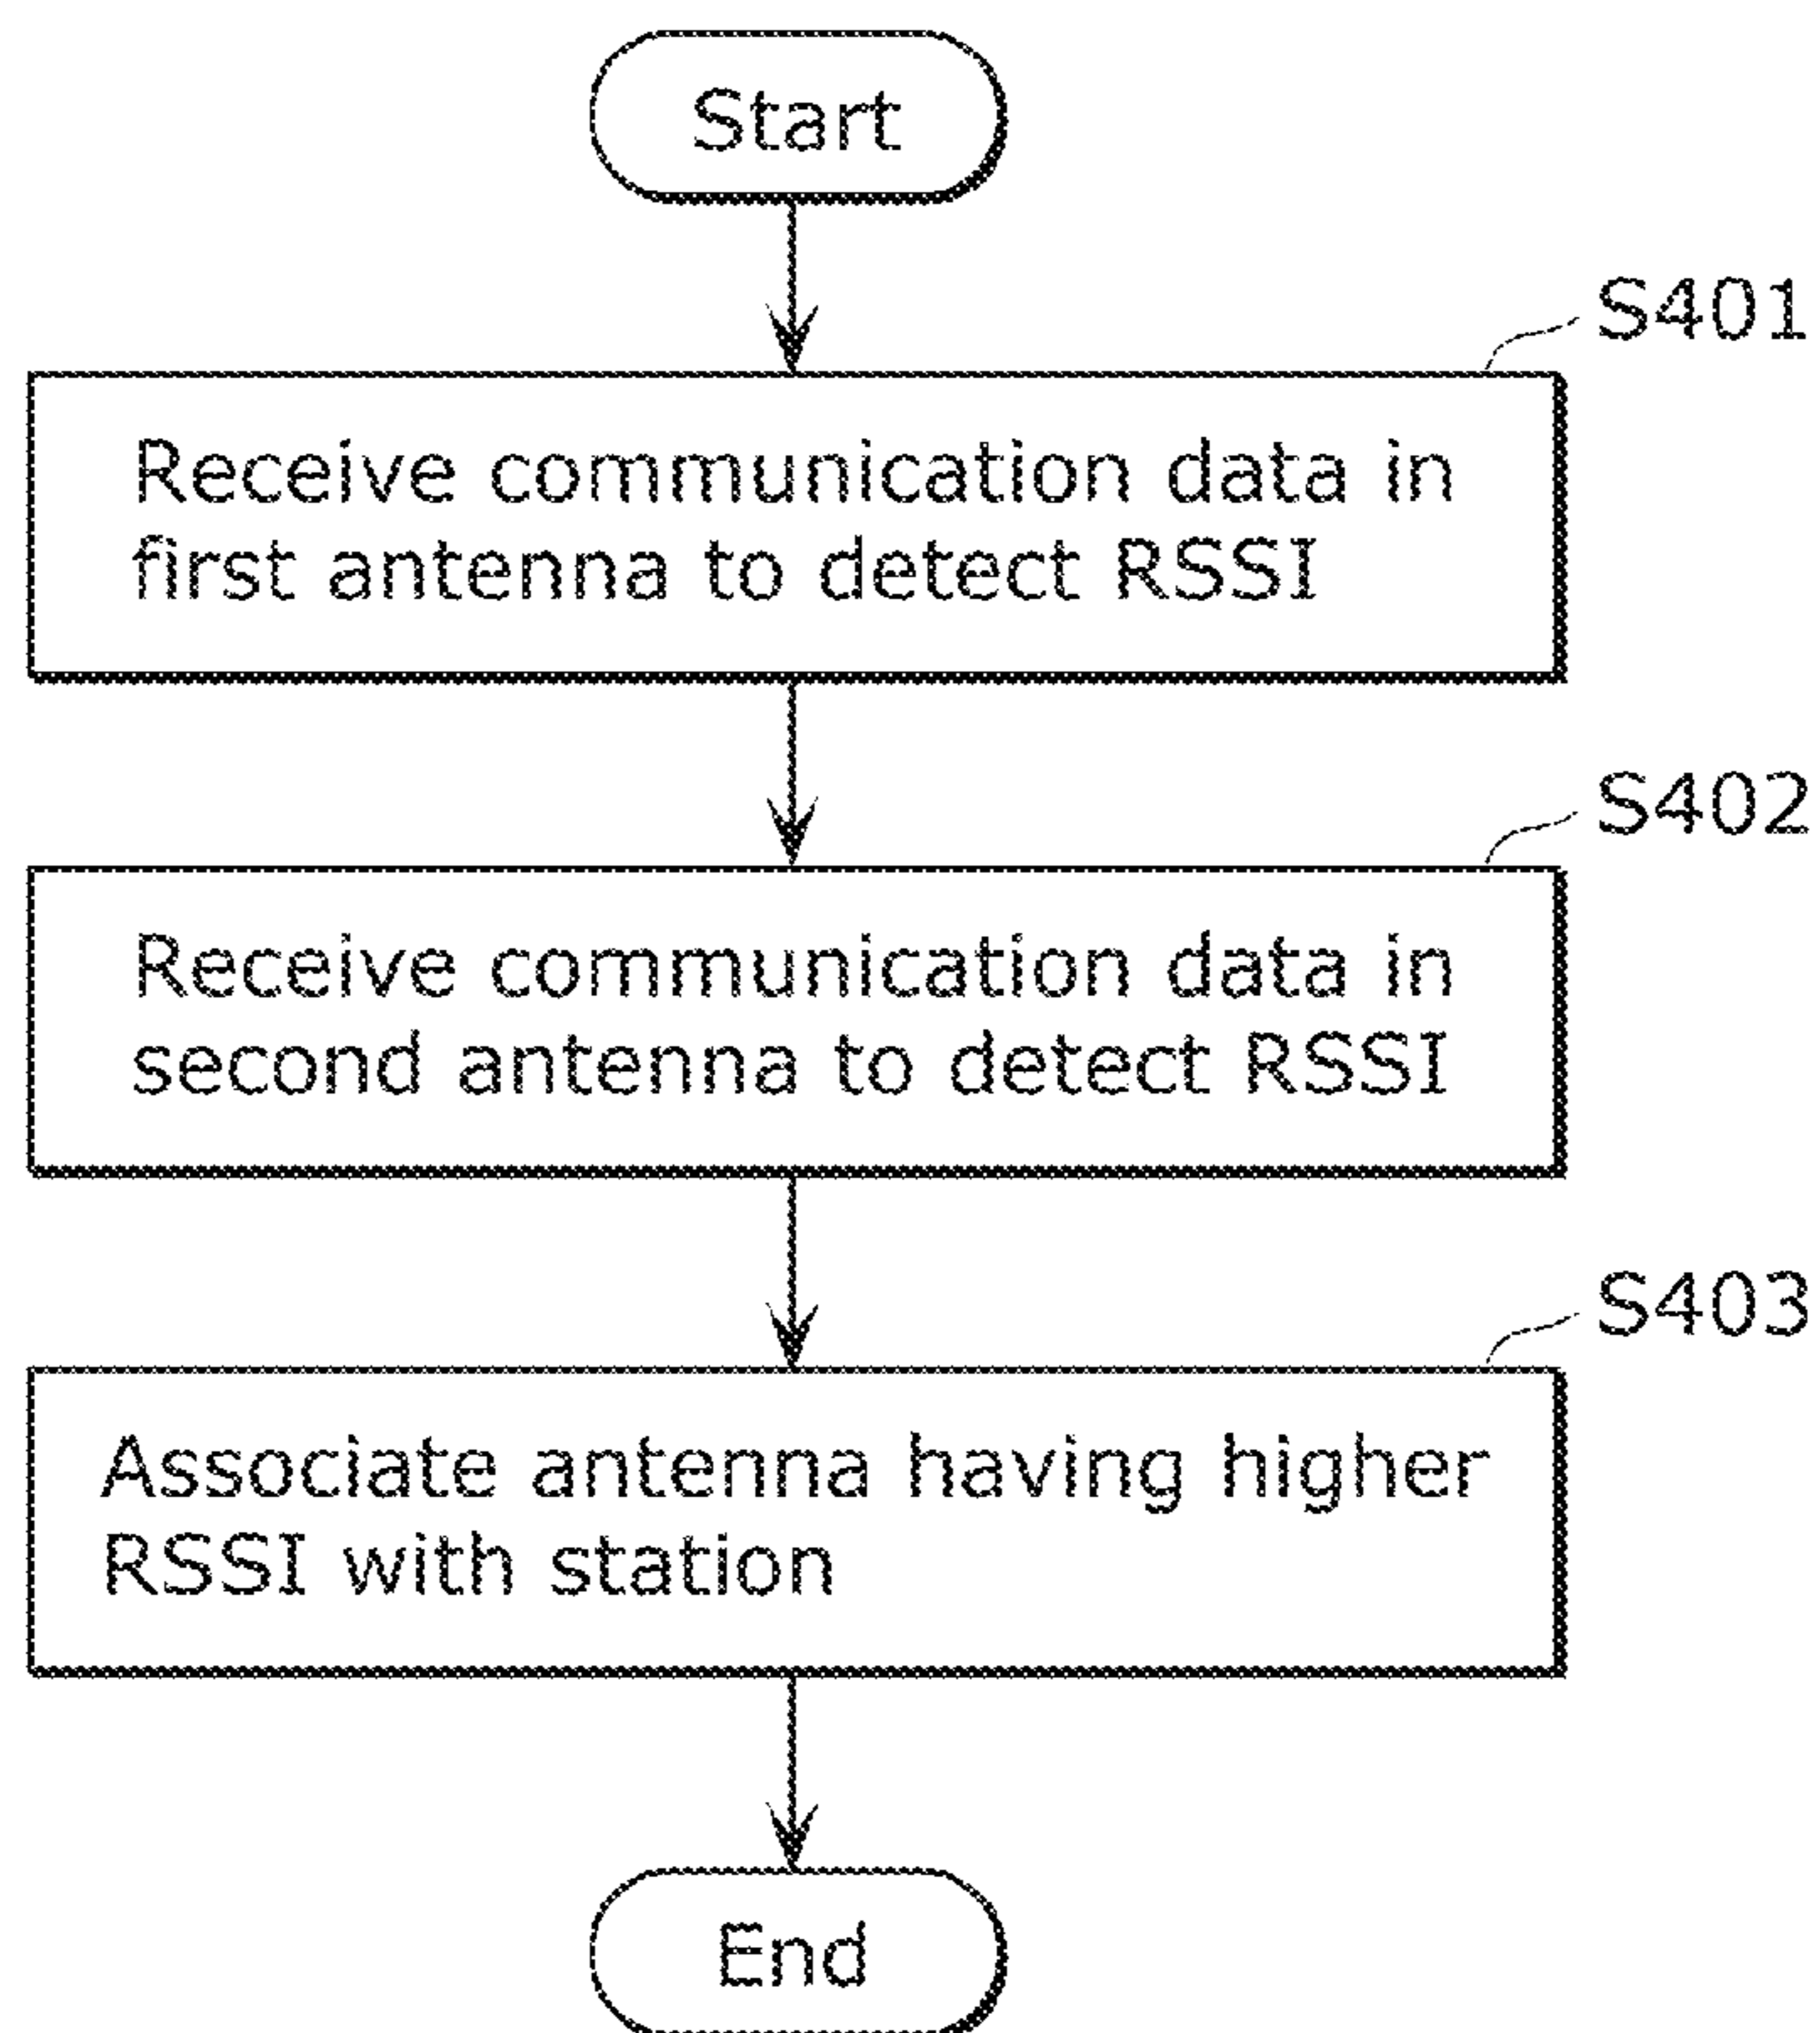 Start
S401
Receive communication data in
first antenna to detect RSSI
S402
Receive communication data in
second antenna to detect RSSI
S403
Associate antenna having higher
RSSI with station
End